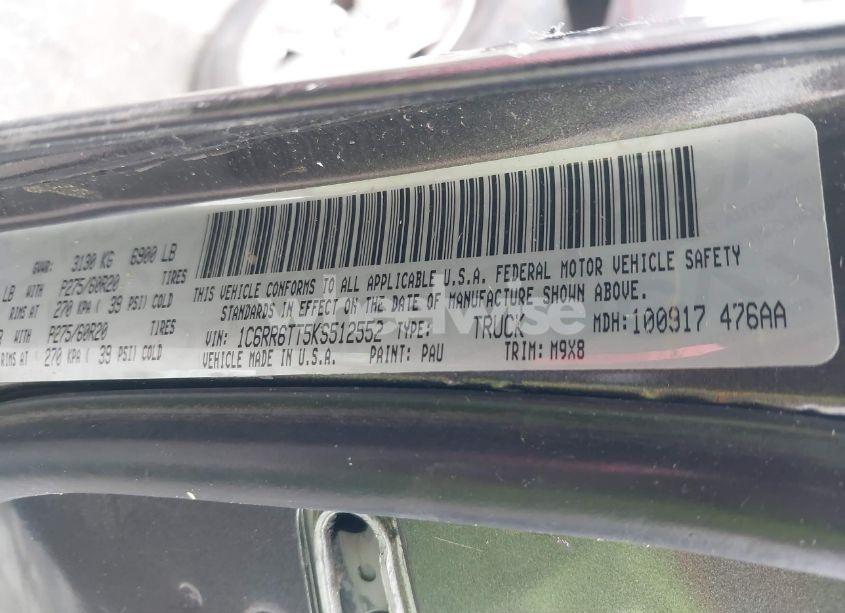 GVWR: 3130 KG 6900 LB
LB WITH P275/60R20 TIRES
RIMS AT 270 KPA ( 39 PSI) COLD
WITH P275/60R20 TIRES
RIMS AT 270 KPA ( 39 PSI) COLD
THIS VEHICLE CONFORMS TO ALL APPLICABLE U.S.A. FEDERAL MOTOR VEHICLE SAFETY
STANDARDS IN EFFECT ON THE DATE OF MANUFACTURE SHOWN ABOVE.
VIN: 1C6RR6TT5KS512552 TYPE: TRUCK MDH: 100917 476AA
VEHICLE MADE IN U.S.A. PAINT: PAU TRIM: M9X8